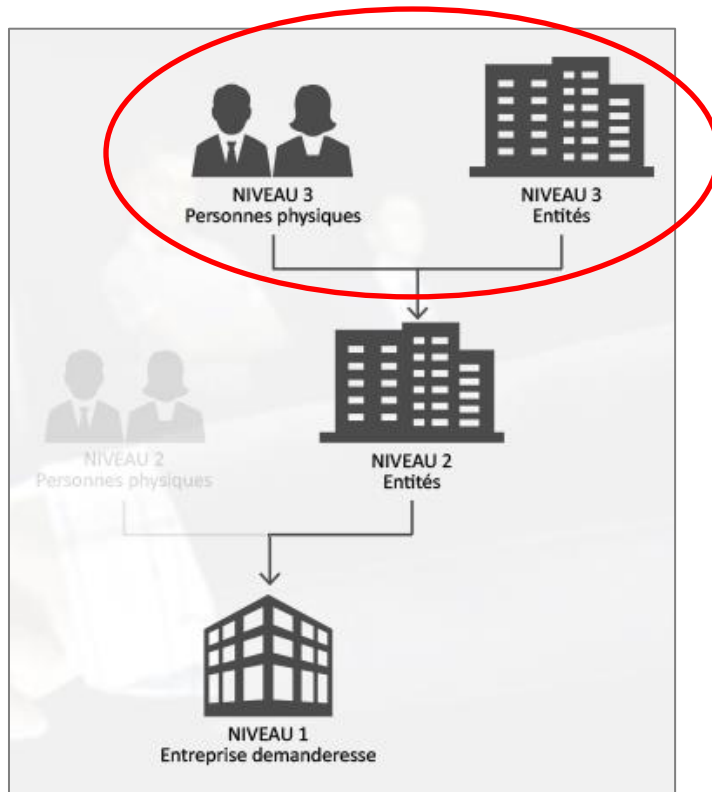 NIVEAU 3
Personnes physiques
NIVEAU 3
Entités
NIVEAU 2
Personnes physiques
NIVEAU 2
Entités
NIVEAU 1
Entreprise demanderesse